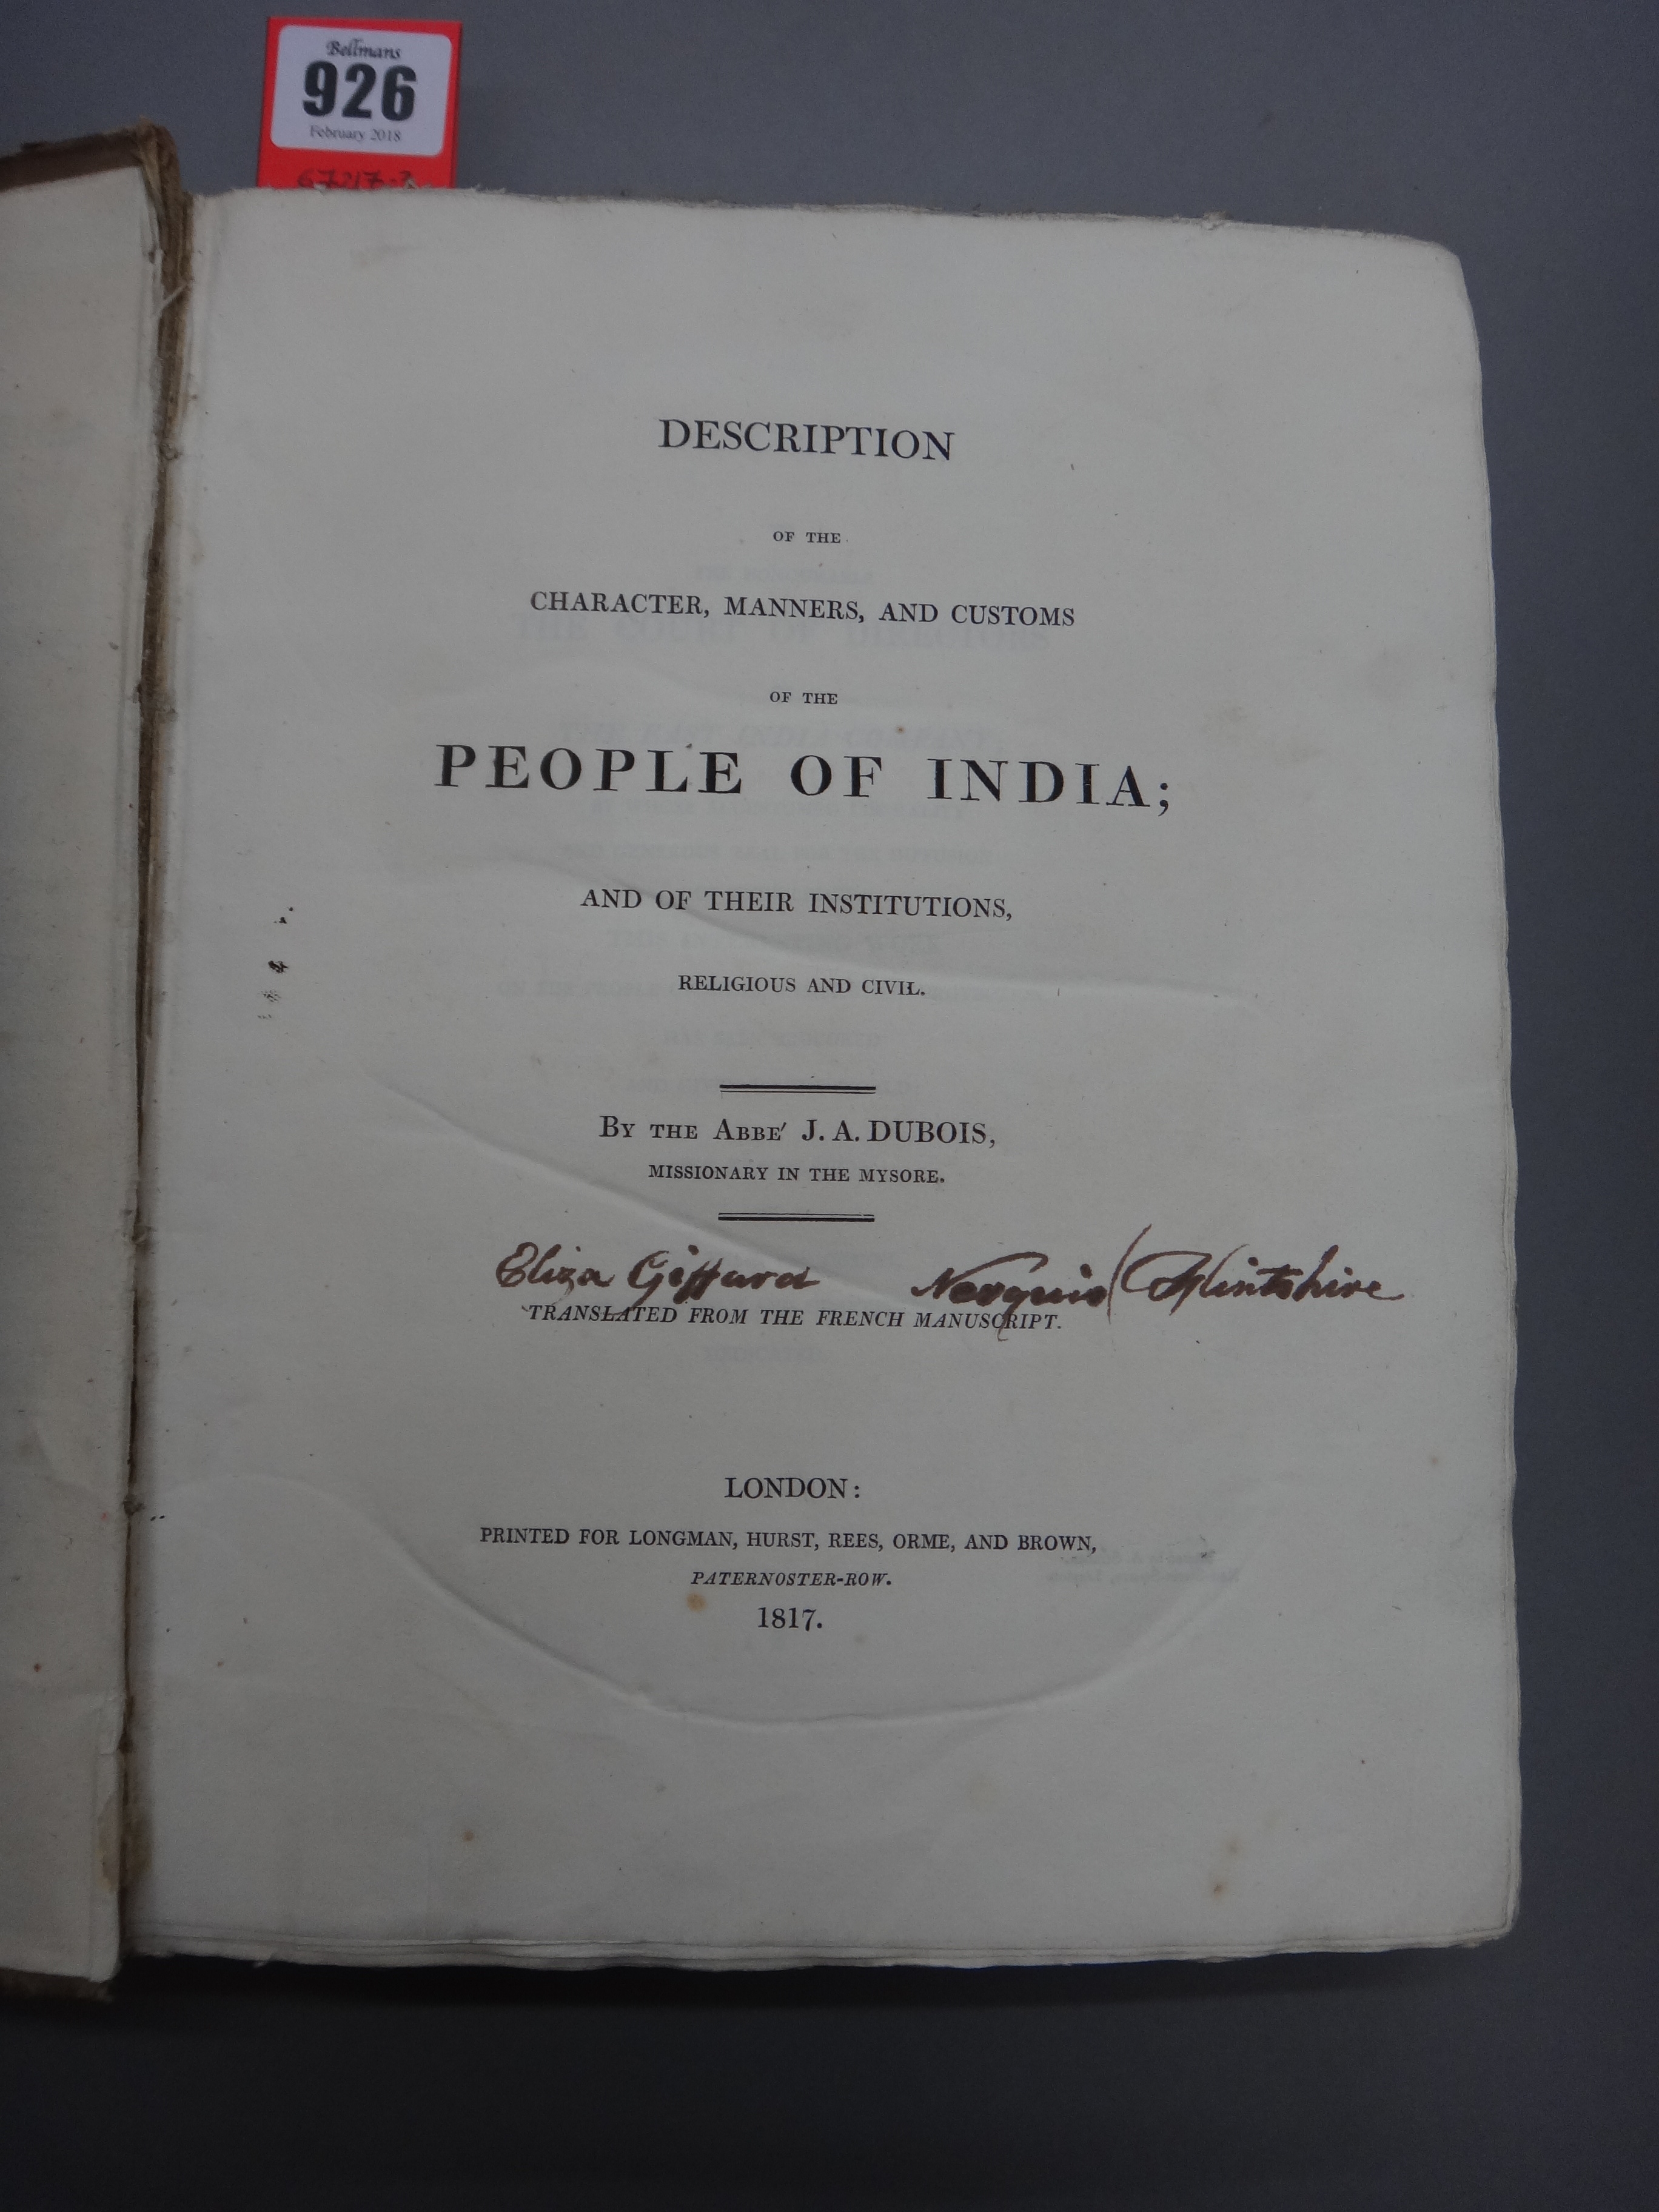 Bellmans
926
February 2018
DESCRIPTION
OF THE
CHARACTER, MANNERS, AND CUSTOMS
OF THE
PEOPLE OF INDIA;
AND OF THEIR INSTITUTIONS,
RELIGIOUS AND CIVIL.
BY THE ABBE' J. A. DUBOIS,
MISSIONARY IN THE MYSORE.
Eliza Giffard Nerquis Flintshire
TRANSLATED FROM THE FRENCH MANUSCRIPT.
LONDON:
PRINTED FOR LONGMAN, HURST, REES, ORME, AND BROWN,
PATERNOSTER-ROW.
1817.